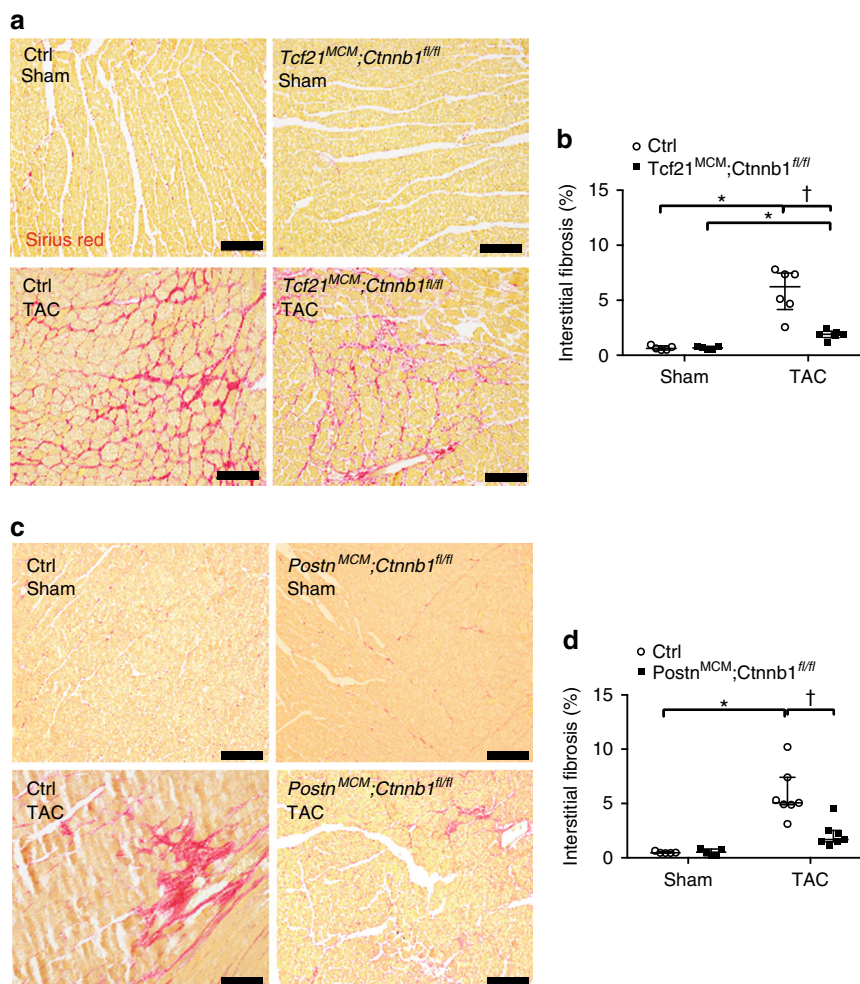 a
Ctrl
Sham
Sirius red
Tcf21MCM;Ctnnb1fl/fl
Sham
Ctrl
TAC
Tcf21MCM;Ctnnb1fl/fl
TAC
b
Ctrl
Tcf21MCM;Ctnnb1fl/fl
Interstitial fibrosis (%)
15
10
5
0
* †
*
Sham TAC
c
Ctrl
Sham
PostnMCM;Ctnnb1fl/fl
Sham
Ctrl
TAC
PostnMCM;Ctnnb1fl/fl
TAC
d
Ctrl
PostnMCM;Ctnnb1fl/fl
Interstitial fibrosis (%)
15
10
5
0
* †
Sham TAC